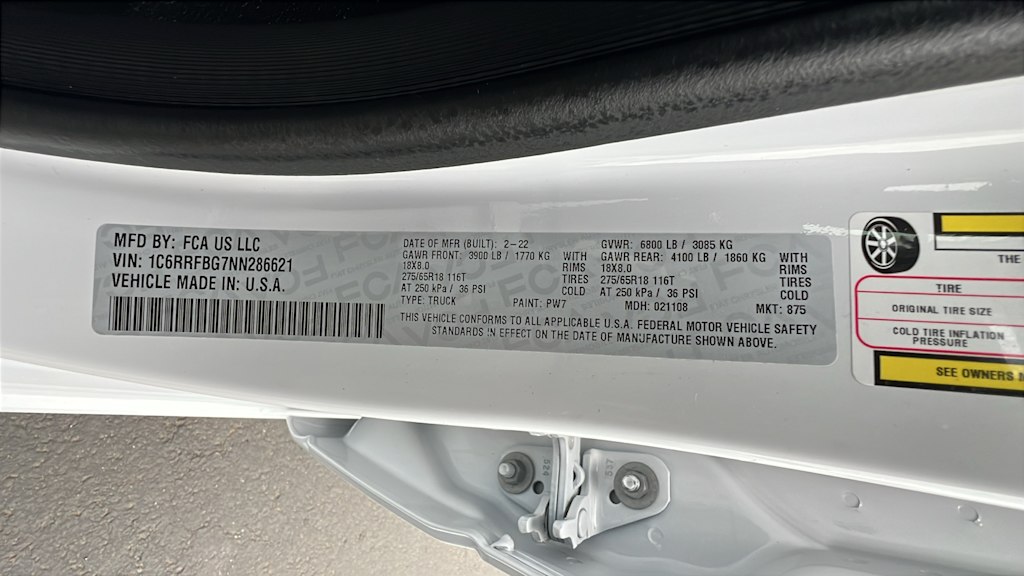 MFD BY: FCA US LLC
VIN: 1C6RRFBG7NN286621
VEHICLE MADE IN: U.S.A.
DATE OF MFR (BUILT): 2-22 GVWR: 6800 LB / 3085 KG
GAWR FRONT: 3900 LB / 1770 KG WITH GAWR REAR: 4100 LB / 1860 KG WITH
18X8.0 RIMS 18X8.0 RIMS
275/65R18 116T TIRES 275/65R18 116T TIRES
AT 250 kPa / 36 PSI COLD AT 250 kPa / 36 PSI COLD
TYPE: TRUCK PAINT: PW7 MDH: 021108 MKT: 875
THIS VEHICLE CONFORMS TO ALL APPLICABLE U.S.A. FEDERAL MOTOR VEHICLE SAFETY
STANDARDS IN EFFECT ON THE DATE OF MANUFACTURE SHOWN ABOVE.
THE
TIRE
ORIGINAL TIRE SIZE
COLD TIRE INFLATION
PRESSURE
SEE OWNERS
524
537